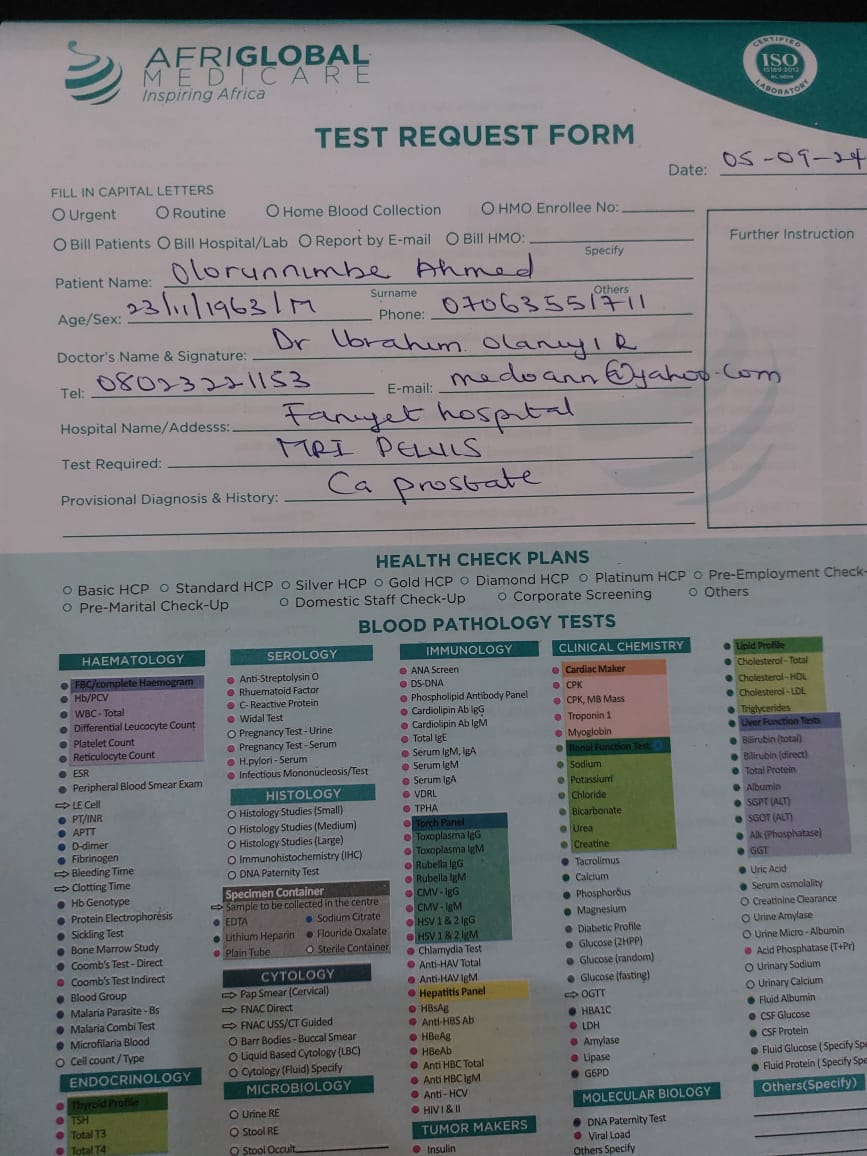 AFRIGLOBAL
MEDICARE
Inspiring Africa
CERTIFIED
ISO
15189:2012
LABORATORY
TEST REQUEST FORM
Date: 05-09-24
FILL IN CAPITAL LETTERS
Urgent Routine Home Blood Collection HMO Enrollee No:
Bill Patients Bill Hospital/Lab Report by E-mail Bill HMO:
Specify
Further Instruction
Patient Name: Olorunnimbe Ahmed
Surname Others
Age/Sex: 23/11/1963/M Phone: 07063551711
Doctor's Name & Signature: Dr Ibrahim Olaniyi R
Tel: 08023221153 E-mail: medoann@yahoo.com
Hospital Name/Addesss: hospital
Test Required: MRI PELVIS
Provisional Diagnosis & History: Ca prostate
HEALTH CHECK PLANS
Basic HCP Standard HCP Silver HCP Gold HCP Diamond HCP Platinum HCP Pre-Employment Check-
Pre-Marital Check-Up Domestic Staff Check-Up Corporate Screening Others
BLOOD PATHOLOGY TESTS
HAEMATOLOGY
FBC/complete Haemogram
Hb/PCV
WBC - Total
Differential Leucocyte Count
Platelet Count
Reticulocyte Count
ESR
Peripheral Blood Smear Exam
LE Cell
PT/INR
APTT
D-dimer
Fibrinogen
Bleeding Time
Clotting Time
Hb Genotype
Protein Electrophoresis
Sickling Test
Bone Marrow Study
Coomb's Test - Direct
Coomb's Test Indirect
Blood Group
Malaria Parasite - Bs
Malaria Combi Test
Microfilaria Blood
Cell count / Type
ENDOCRINOLOGY
Thyroid Profile
TSH
Total T3
Total T4
SEROLOGY
Anti-Streptolysin O
Rhuematoid Factor
C- Reactive Protein
Widal Test
Pregnancy Test - Urine
Pregnancy Test - Serum
H.pylori - Serum
Infectious Mononucleosis/Test
HISTOLOGY
Histology Studies (Small)
Histology Studies (Medium)
Histology Studies (Large)
Immunohistochemistry (IHC)
DNA Paternity Test
Specimen Container
Sample to be collected in the centre
EDTA Sodium Citrate
Lithium Heparin Flouride Oxalate
Plain Tube Sterile Container
CYTOLOGY
Pap Smear (Cervical)
FNAC Direct
FNAC USS/CT Guided
Barr Bodies - Buccal Smear
Liquid Based Cytology (LBC)
Cytology (Fluid) Specify
MICROBIOLOGY
Urine RE
Stool RE
Stool Occult
IMMUNOLOGY
ANA Screen
DS-DNA
Phospholipid Antibody Panel
Cardiolipin Ab IgG
Cardiolipin Ab IgM
Total IgE
Serum IgM, IgA
Serum IgM
Serum IgA
VDRL
TPHA
Torch Panel
Toxoplasma IgG
Toxoplasma IgM
Rubella IgG
Rubella IgM
CMV - IgG
CMV - IgM
HSV 1 & 2 IgG
HSV 1 & 2 IgM
Chlamydia Test
Anti-HAV Total
Anti-HAV IgM
Hepatitis Panel
HBsAg
Anti-HBS Ab
HBeAg
HBeAb
Anti HBC Total
Anti HBC IgM
Anti - HCV
HIV I & II
TUMOR MAKERS
Insulin
CLINICAL CHEMISTRY
Cardiac Maker
CPK
CPK, MB Mass
Troponin 1
Myoglobin
Renal Function Test
Sodium
Potassium
Chloride
Bicarbonate
Urea
Creatine
Tacrolimus
Calcium
Phosphorous
Magnesium
Diabetic Profile
Glucose (2HPP)
Glucose (random)
Glucose (fasting)
OGTT
HBA1C
LDH
Amylase
Lipase
G6PD
MOLECULAR BIOLOGY
DNA Paternity Test
Viral Load
Others Specify
Lipid Profile
Cholesterol - Total
Cholesterol - HDL
Cholesterol - LDL
Triglycerides
Liver Function Tests
Bilirubin (total)
Bilirubin (direct)
Total Protein
Albumin
SGPT (ALT)
SGOT (ALT)
Alk (Phosphatase)
GGT
Uric Acid
Serum osmolality
Creatinine Clearance
Urine Amylase
Urine Micro - Albumin
Acid Phosphatase (T+Pr)
Urinary Sodium
Urinary Calcium
Fluid Albumin
CSF Glucose
CSF Protein
Fluid Glucose ( Specify Spe
Fluid Protein ( Specify Spe
Others(Specify)